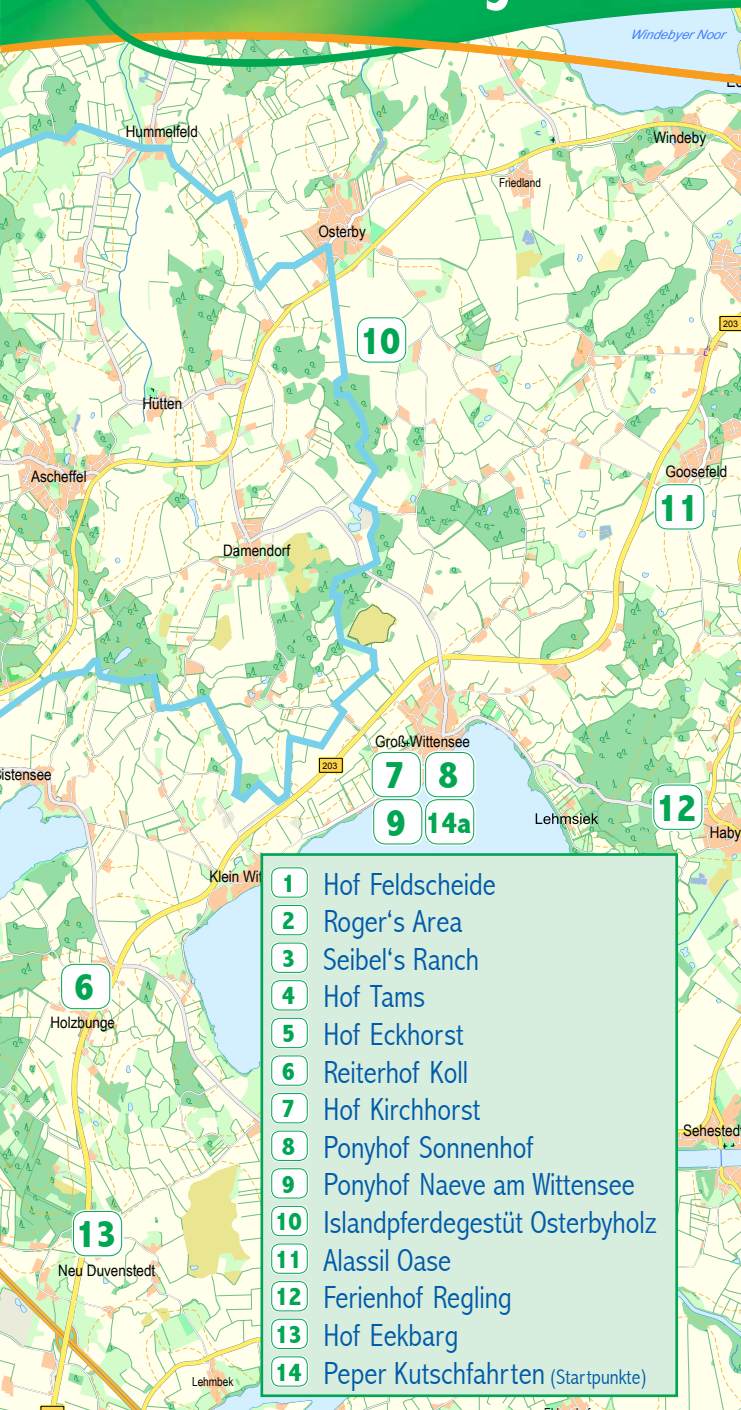 Windebyer Noor
Hummelfeld
Windeby
Friedland
Osterby
10
203
Hütten
Ascheffel
Goosefeld
11
Damendorf
Groß-Wittensee
203
7 8
9 14a
12
Lehmsiek
Haby
Klein
6
Holzbunge
Neu Duvenstedt
13
Lehmbek
1 Hof Feldscheide
2 Roger‘s Area
3 Seibel‘s Ranch
4 Hof Tams
5 Hof Eckhorst
6 Reiterhof Koll
7 Hof Kirchhorst
8 Ponyhof Sonnenhof
9 Ponyhof Naeve am Wittensee
10 Islandpferdegestüt Osterbyholz
11 Alassil Oase
12 Ferienhof Regling
13 Hof Eekbarg
14 Peper Kutschfahrten (Startpunkte)